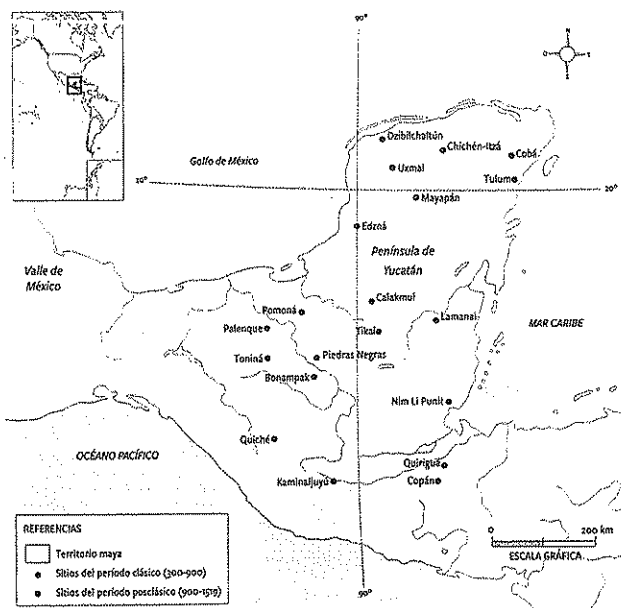 90°
N
O
E
S
Golfo de México
Dzibilchaltún
Chichén-Itzá
Cobá
Uxmal
Tulum
20°
20°
Mayapán
Edzná
Península de
Yucatán
Valle de
México
Calakmul
Pomoná
Lamanai
MAR CARIBE
Palenque
Tikal
Toniná
Piedras Negras
Bonampak
Nim Li Punit
Quiché
OCÉANO PACÍFICO
Quiriguá
Kaminaljuyú
Copán
REFERENCIAS
Territorio maya
Sitios del período clásico (300-900)
Sitios del período posclásico (900-1519)
0
200 km
ESCALA GRÁFICA
90°